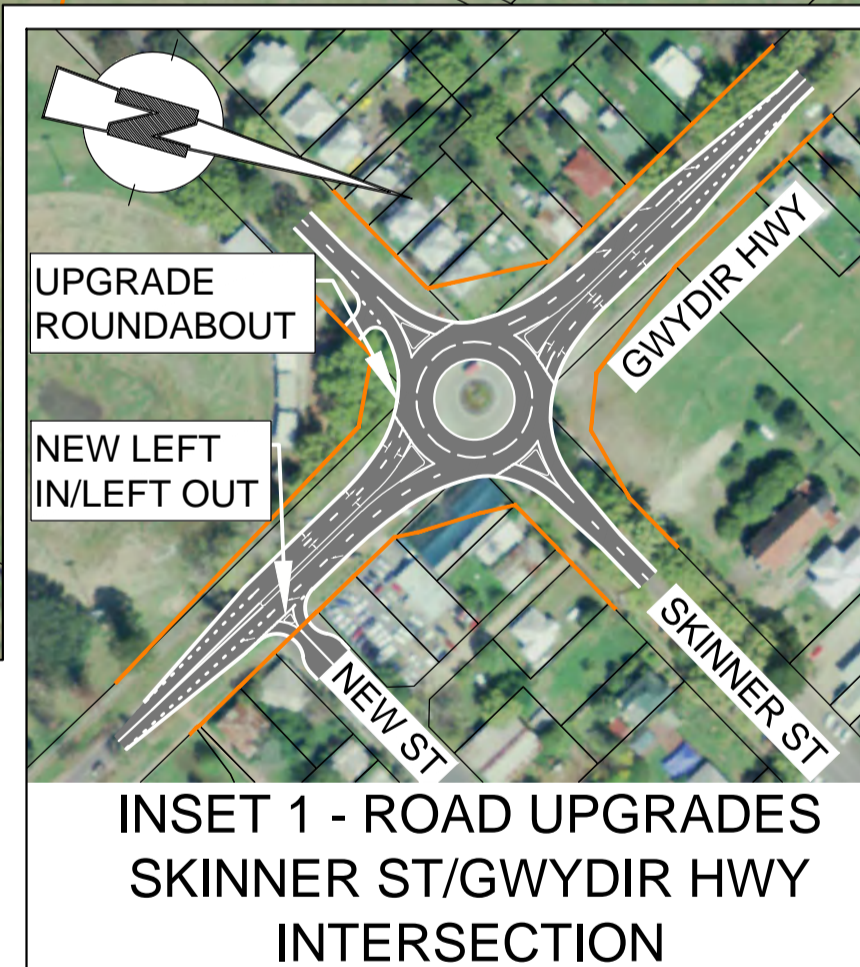 N
UPGRADE
ROUNDABOUT
NEW LEFT
IN/LEFT OUT
GWYDIR HWY
SKINNER ST
NEW ST
INSET 1 - ROAD UPGRADES
SKINNER ST/GWYDIR HWY
INTERSECTION